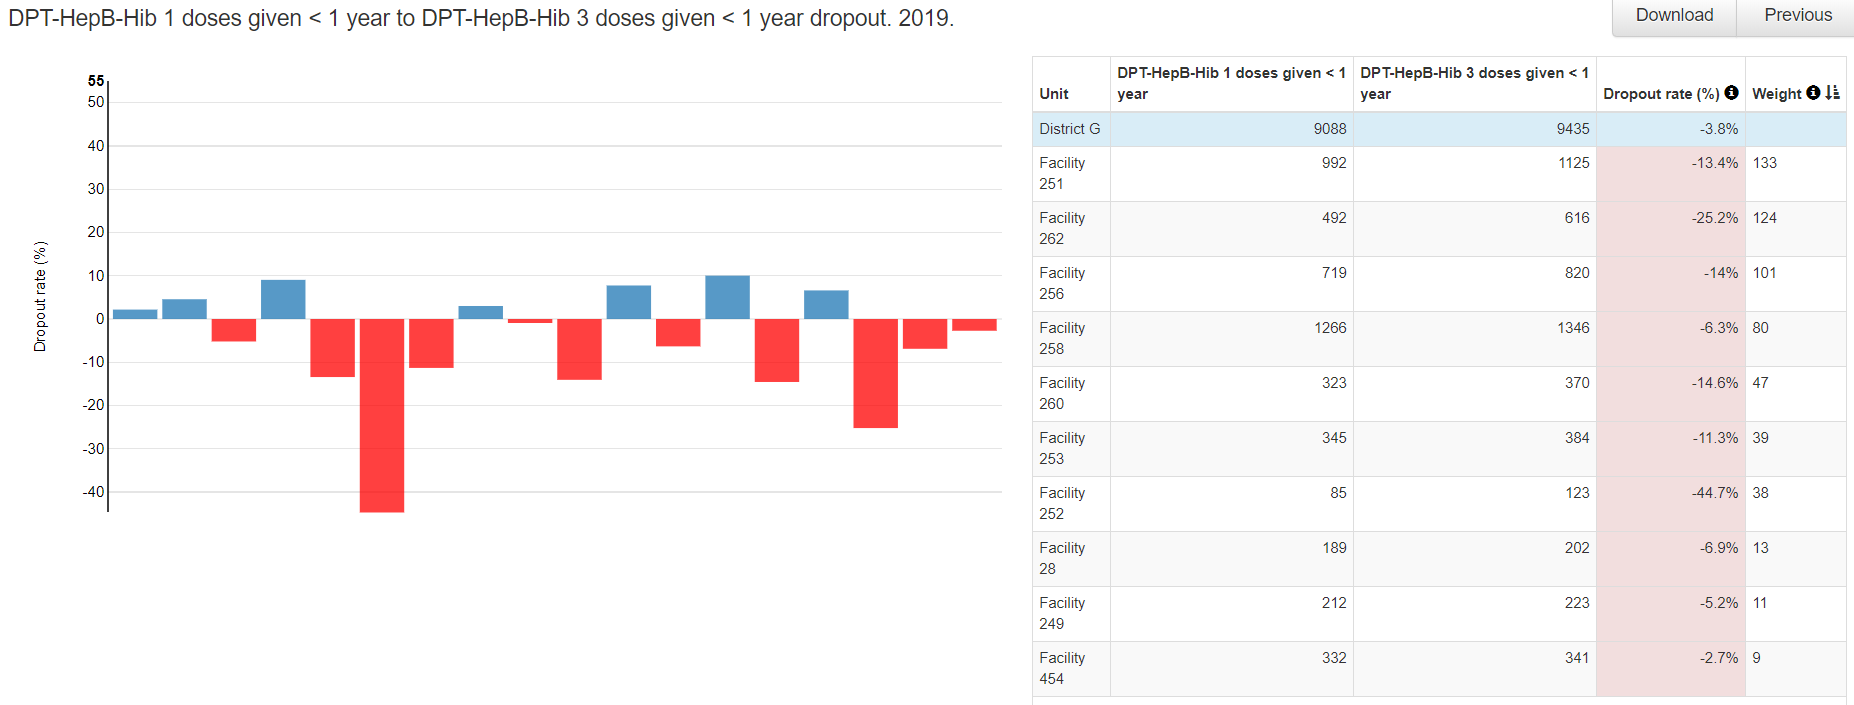 DPT-HepB-Hib 1 doses given < 1 year to DPT-HepB-Hib 3 doses given < 1 year dropout. 2019.
Download Previous
55
50
40
30
20
10
0
-10
-20
-30
-40
Dropout rate (%)
Unit DPT-HepB-Hib 1 doses given < 1 year DPT-HepB-Hib 3 doses given < 1 year Dropout rate (%) Weight
District G 9088 9435 -3.8%
Facility 251 992 1125 -13.4% 133
Facility 262 492 616 -25.2% 124
Facility 256 719 820 -14% 101
Facility 258 1266 1346 -6.3% 80
Facility 260 323 370 -14.6% 47
Facility 253 345 384 -11.3% 39
Facility 252 85 123 -44.7% 38
Facility 28 189 202 -6.9% 13
Facility 249 212 223 -5.2% 11
Facility 454 332 341 -2.7% 9